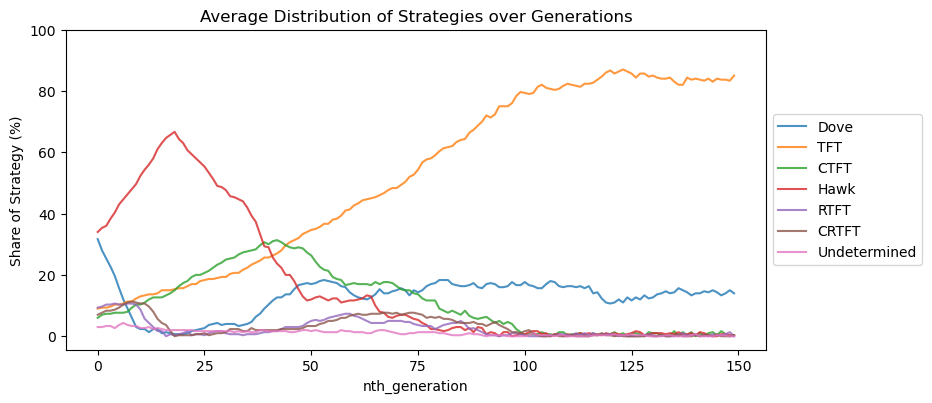 Average Distribution of Strategies over Generations
100
80
60
40
20
0
Share of Strategy (%)
0 25 50 75 100 125 150
nth_generation
Dove
TFT
CTFT
Hawk
RTFT
CRTFT
Undetermined